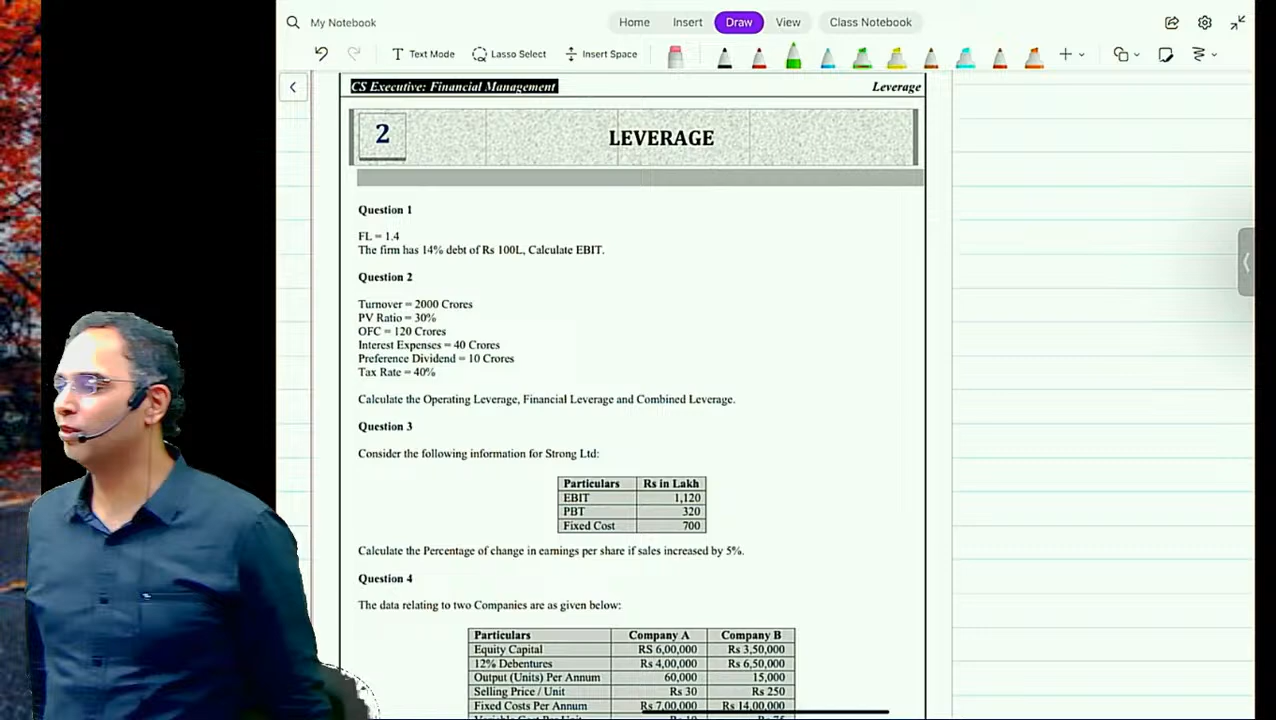 My Notebook
Home Insert Draw View Class Notebook
Text Mode Lasso Select Insert Space
CS Executive: Financial Management Leverage
2 LEVERAGE
Question 1
FL = 1.4
The firm has 14% debt of Rs 100L, Calculate EBIT.
Question 2
Turnover = 2000 Crores
PV Ratio = 30%
OFC = 120 Crores
Interest Expenses = 40 Crores
Preference Dividend = 10 Crores
Tax Rate = 40%
Calculate the Operating Leverage, Financial Leverage and Combined Leverage.
Question 3
Consider the following information for Strong Ltd:
Particulars Rs in Lakh
EBIT 1,120
PBT 320
Fixed Cost 700
Calculate the Percentage of change in earnings per share if sales increased by 5%.
Question 4
The data relating to two Companies are as given below:
Particulars Company A Company B
Equity Capital RS 6,00,000 Rs 3,50,000
12% Debentures Rs 4,00,000 Rs 6,50,000
Output (Units) Per Annum 60,000 15,000
Selling Price / Unit Rs 30 Rs 250
Fixed Costs Per Annum Rs 7,00,000 Rs 14,00,000